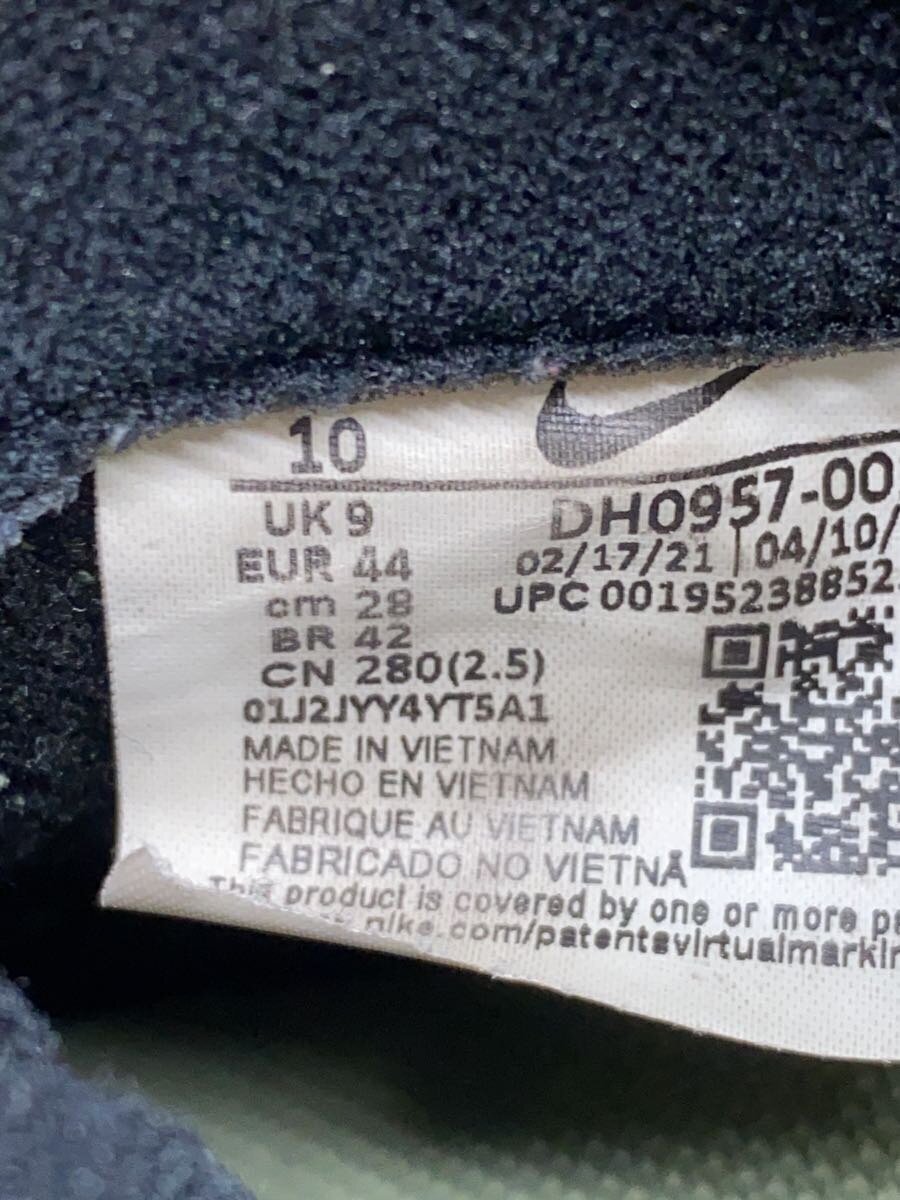 10
UK 9
EUR 44
cm 28
BR 42
CN 280(2.5)
01J2JYY4YT5A1
MADE IN VIETNAM
HECHO EN VIETNAM
FABRIQUE AU VIETNAM
FABRICADO NO VIETNÃ
DH0957-00
02/17/21 | 04/10/
UPC 00195238852
This product is covered by one or more
nike.com/patentsvirtualmarkin